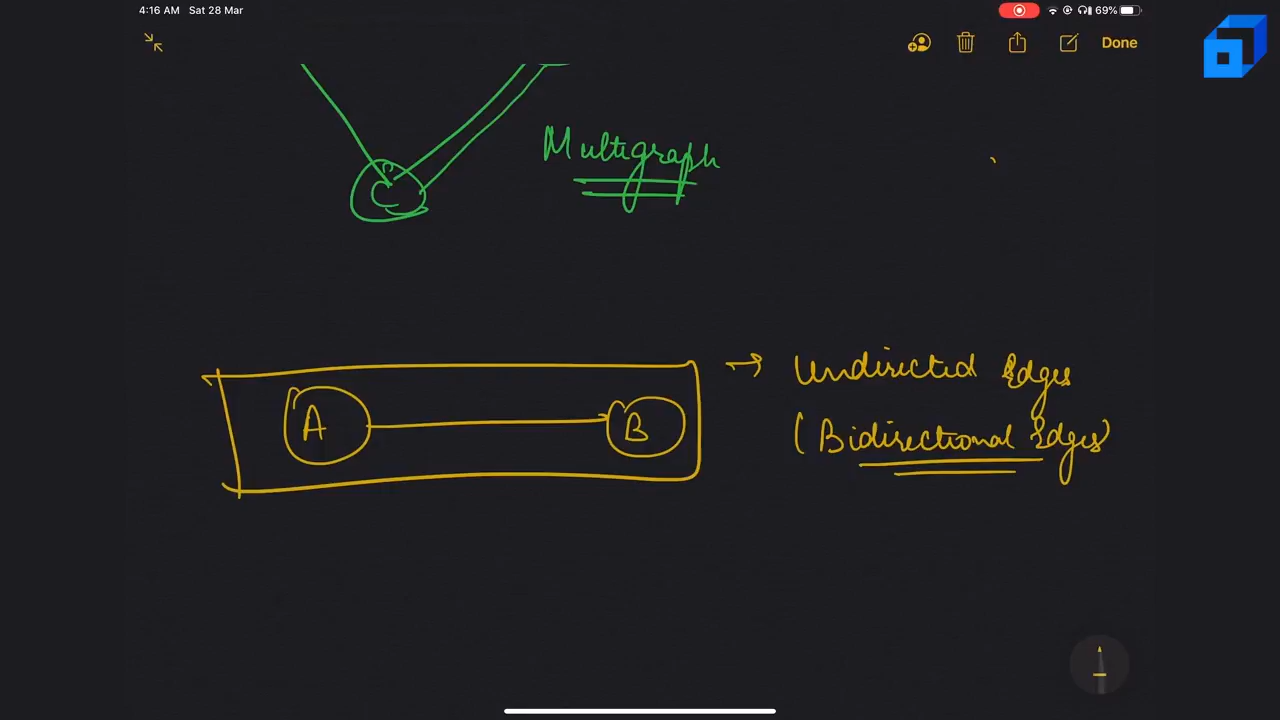 4:16 AM Sat 28 Mar
69%
Done
Multigraph
C
A
B
→ Undirected Edges
(Bidirectional Edges)